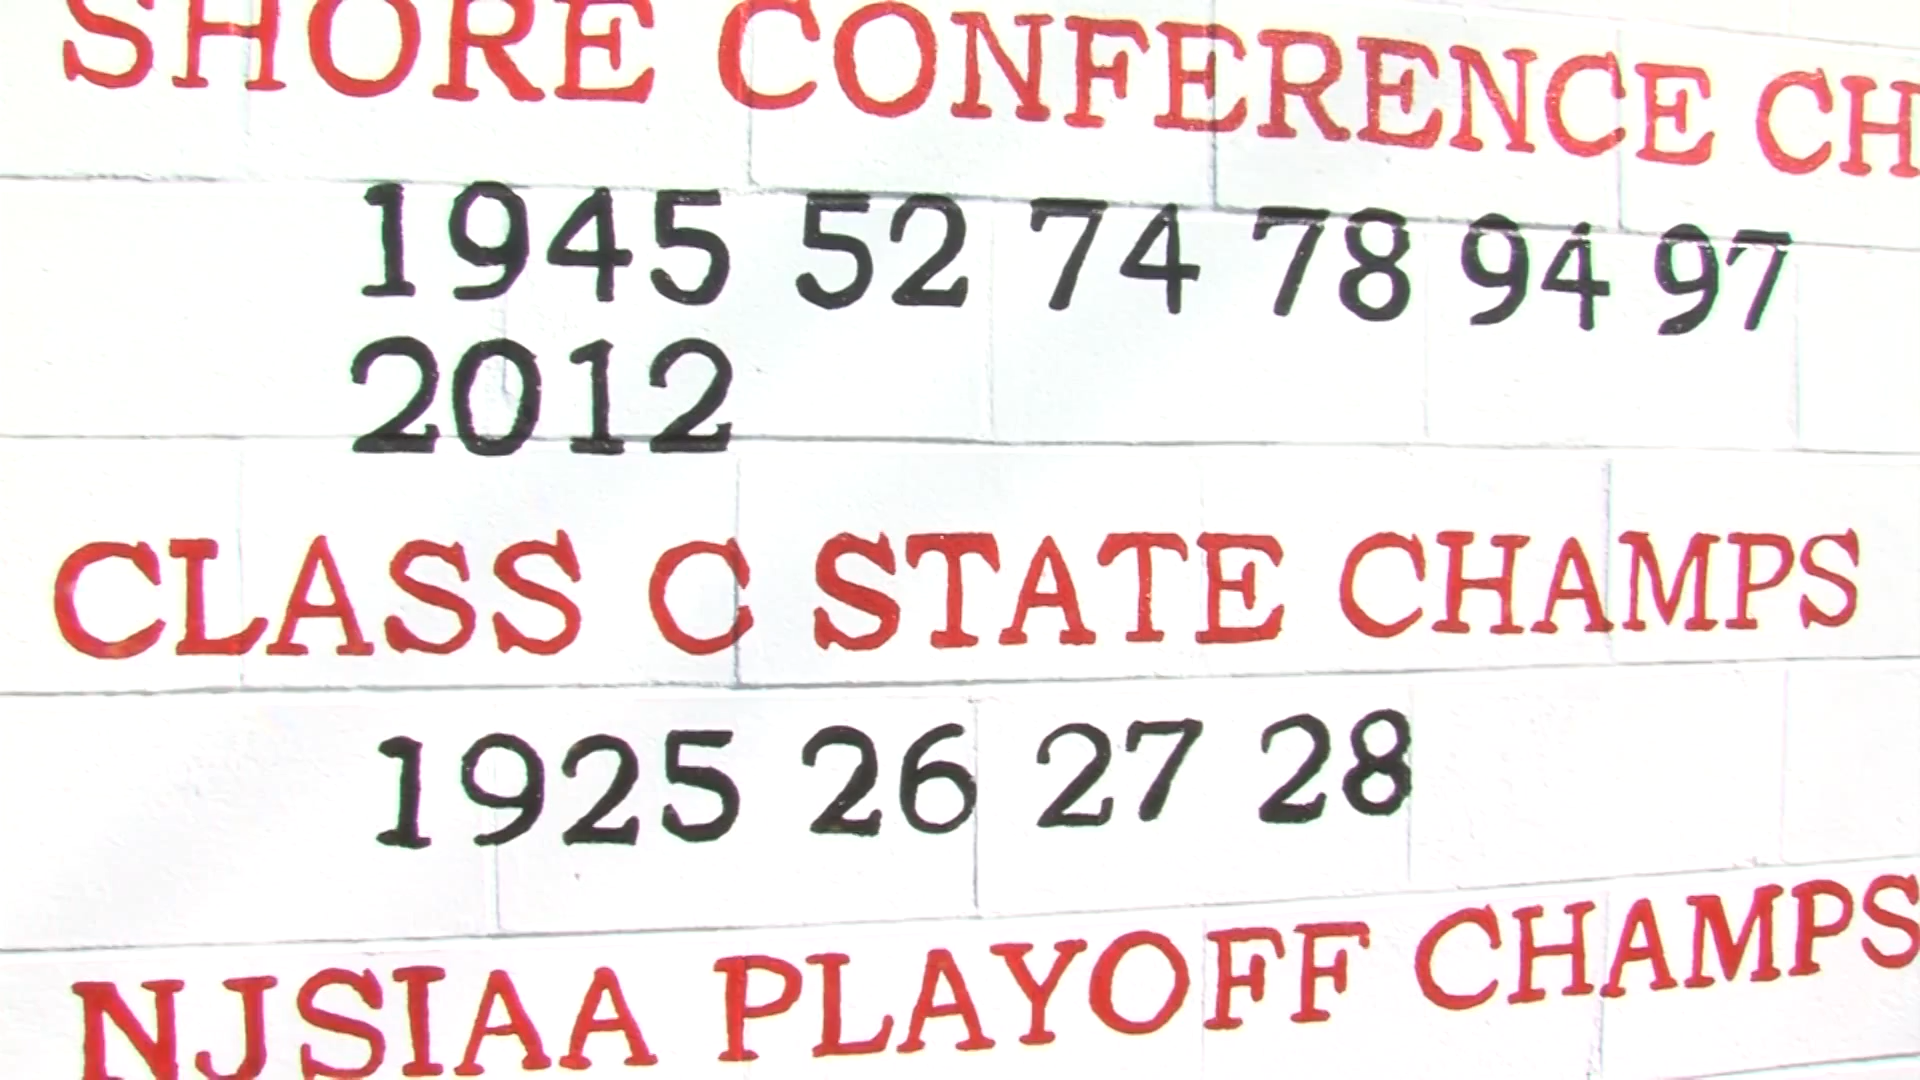 SHORE CONFERENCE CH
1945 52 74 78 94 97
2012
CLASS C STATE CHAMPS
1925 26 27 28
NJSIAA PLAYOFF CHAMPS